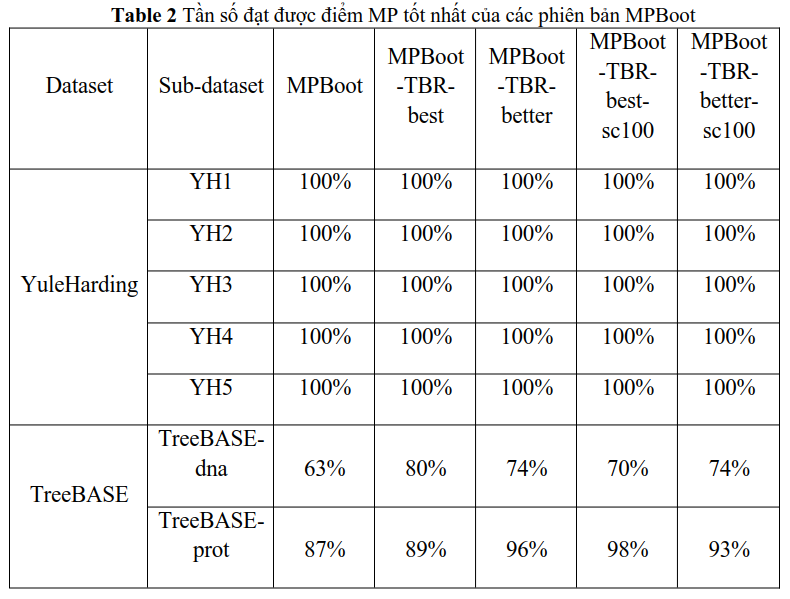 Table 2 Tần số đạt được điểm MP tốt nhất của các phiên bản MPBoot
Dataset Sub-dataset MPBoot MPBoot -TBR- best MPBoot -TBR- better MPBoot -TBR- best- sc100 MPBoot -TBR- better- sc100
YuleHarding
YH1 100% 100% 100% 100% 100%
YH2 100% 100% 100% 100% 100%
YH3 100% 100% 100% 100% 100%
YH4 100% 100% 100% 100% 100%
YH5 100% 100% 100% 100% 100%
TreeBASE
TreeBASE- dna 63% 80% 74% 70% 74%
TreeBASE- prot 87% 89% 96% 98% 93%